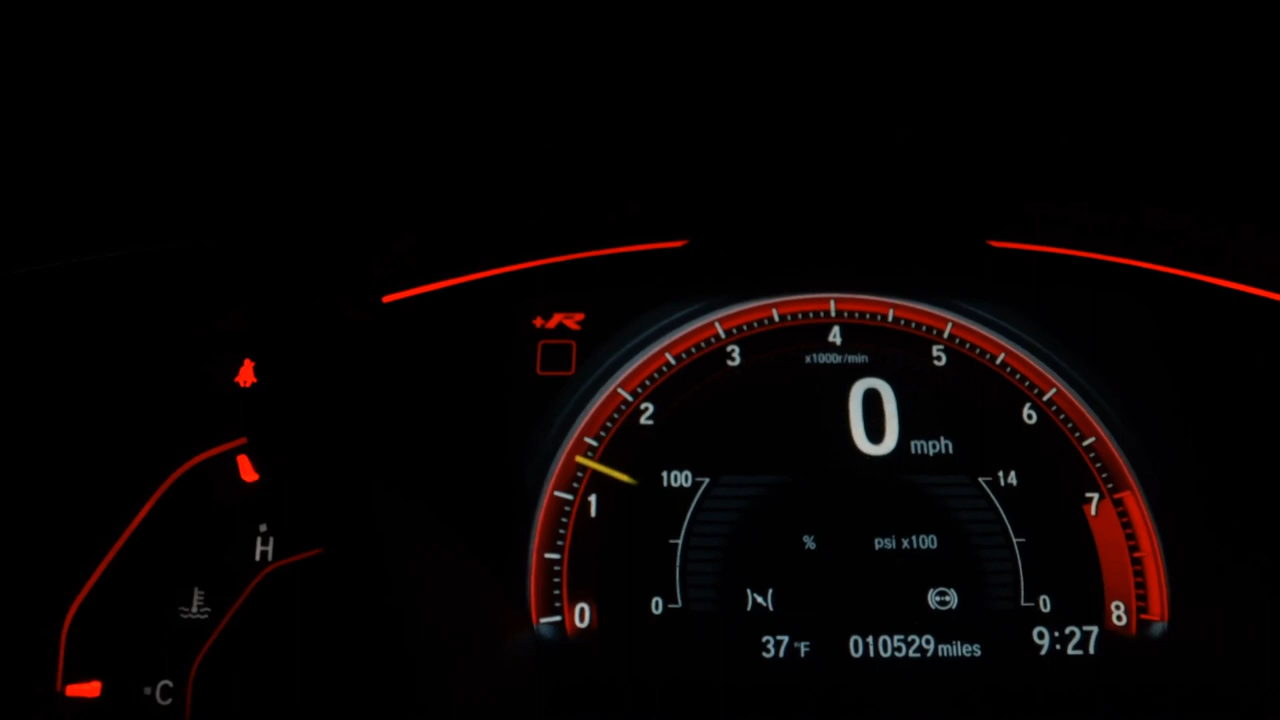 +R
4
3 5
x1000r/min
2 6
0 mph
100 14
1 7
% psi x100
H
0 0
0 8
37 °F 010529 miles 9:27
C